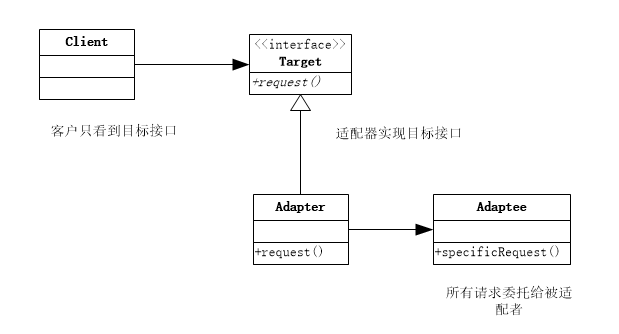 Client
<<interface>>
Target
+request()
客户只看到目标接口
适配器实现目标接口
Adapter
+request()
Adaptee
+specificRequest()
所有请求委托给被适
配者